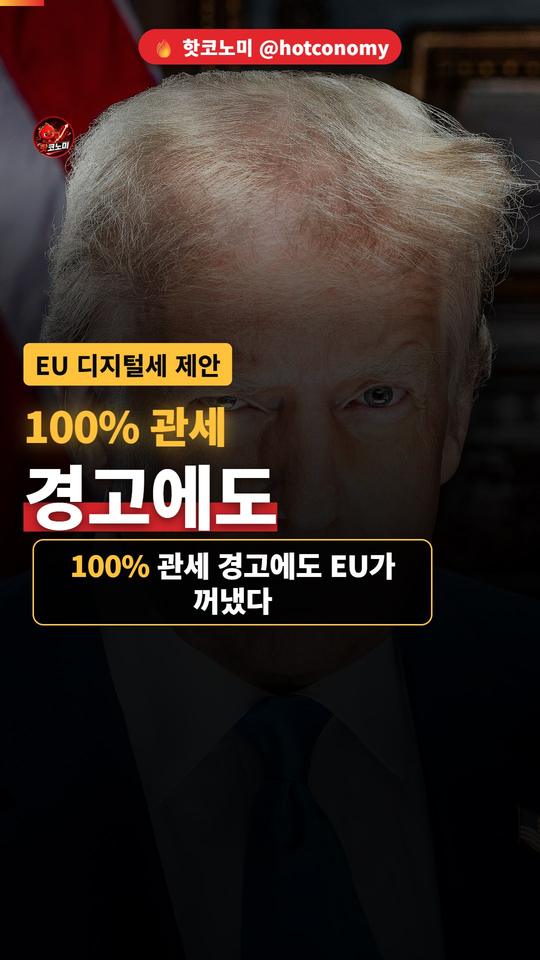 🔥 핫코노미 @hotconomy
핫코노미
EU 디지털세 제안
100% 관세
경고에도
100% 관세 경고에도 EU가
꺼냈다